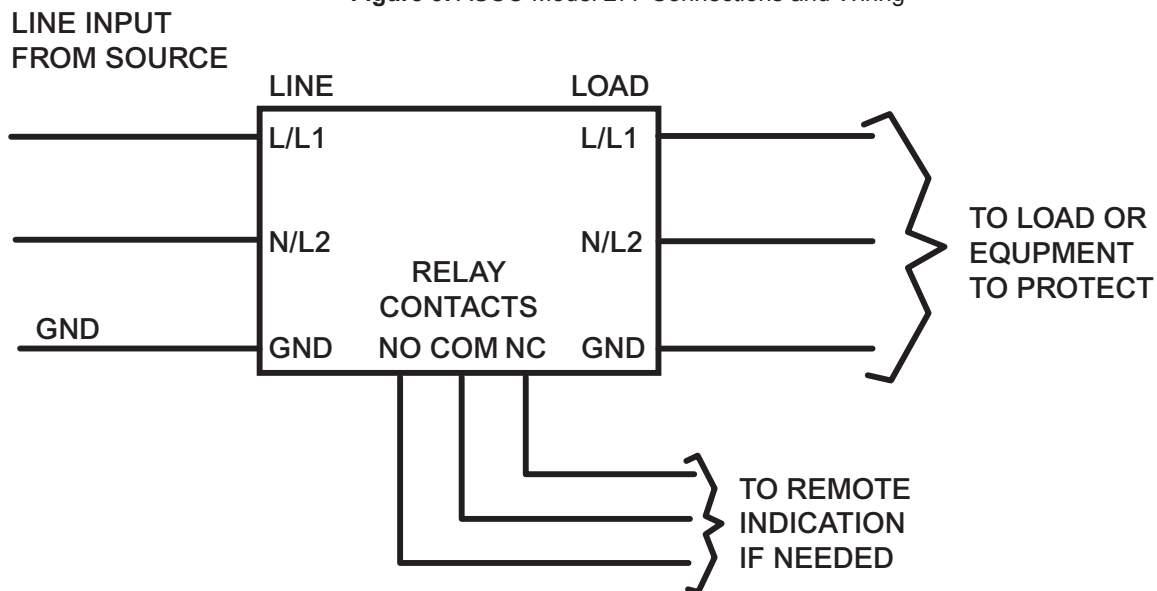 LINE INPUT
FROM SOURCE
LINE LOAD
L/L1 L/L1
N/L2 N/L2
RELAY
CONTACTS
GND
GND NO COM NC GND
TO LOAD OR
EQUPMENT
TO PROTECT
TO REMOTE
INDICATION
IF NEEDED